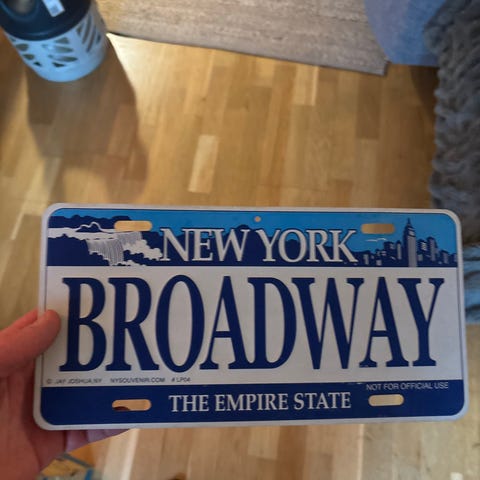 NEW YORK
BROADWAY
© JAY JOSHUA,NY NYSOUVENIR.COM # LP04
NOT FOR OFFICIAL USE
THE EMPIRE STATE